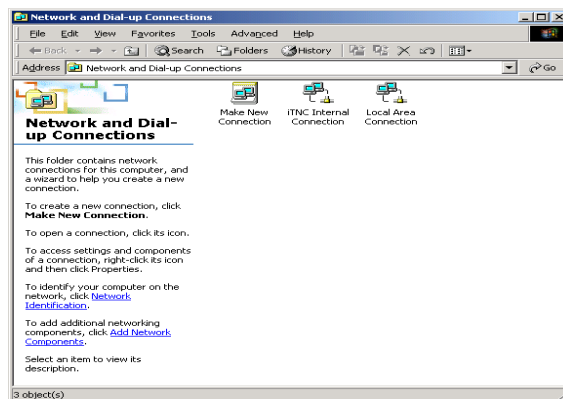 Network and Dial-up Connections
File Edit View Favorites Tools Advanced Help
Back Search Folders History
Address Network and Dial-up Connections Go
Make New Connection
iTNC Internal Connection
Local Area Connection
Network and Dial-
up Connections
This folder contains network
connections for this computer, and
a wizard to help you create a new
connection.
To create a new connection, click
Make New Connection.
To open a connection, click its icon.
To access settings and components
of a connection, right-click its icon
and then click Properties.
To identify your computer on the
network, click Network
Identification.
To add additional networking
components, click Add Network
Components.
Select an item to view its
description.
3 object(s)